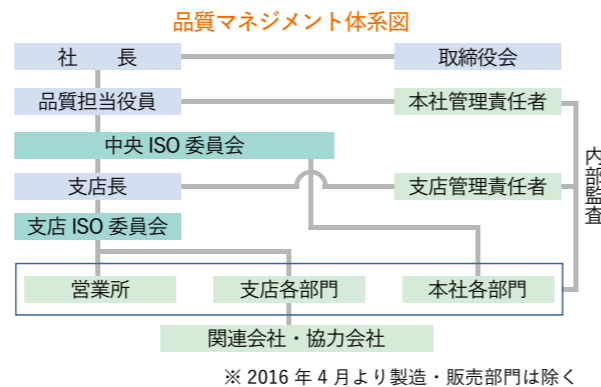 品質マネジメント体系図
社　長
取締役会
品質担当役員
本社管理責任者
中央 ISO 委員会
支店長
支店管理責任者
内部監査
支店 ISO 委員会
営業所
支店各部門
本社各部門
関連会社・協力会社
※ 2016 年 4 月より製造・販売部門は除く